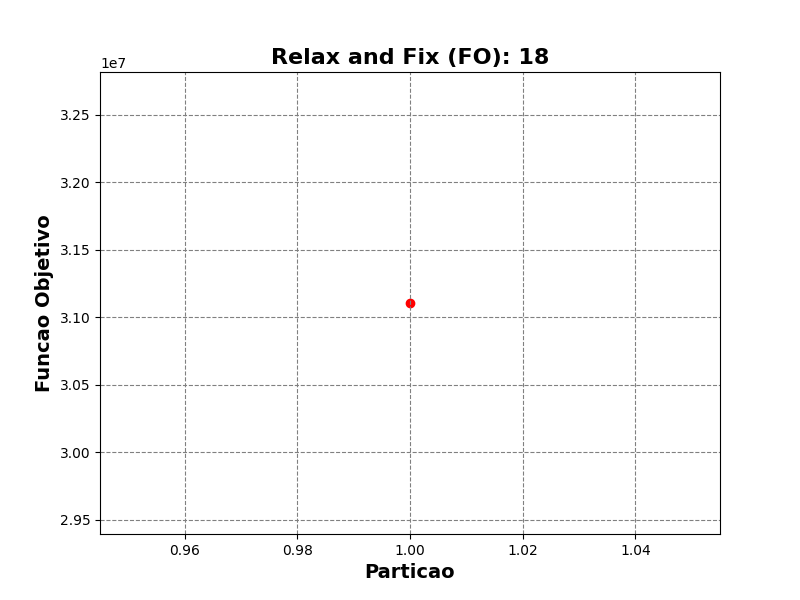 Relax and Fix (FO): 18
1e7
3.25
3.20
3.15
3.10
3.05
3.00
2.95
Funcao Objetivo
0.96 0.98 1.00 1.02 1.04
Particao